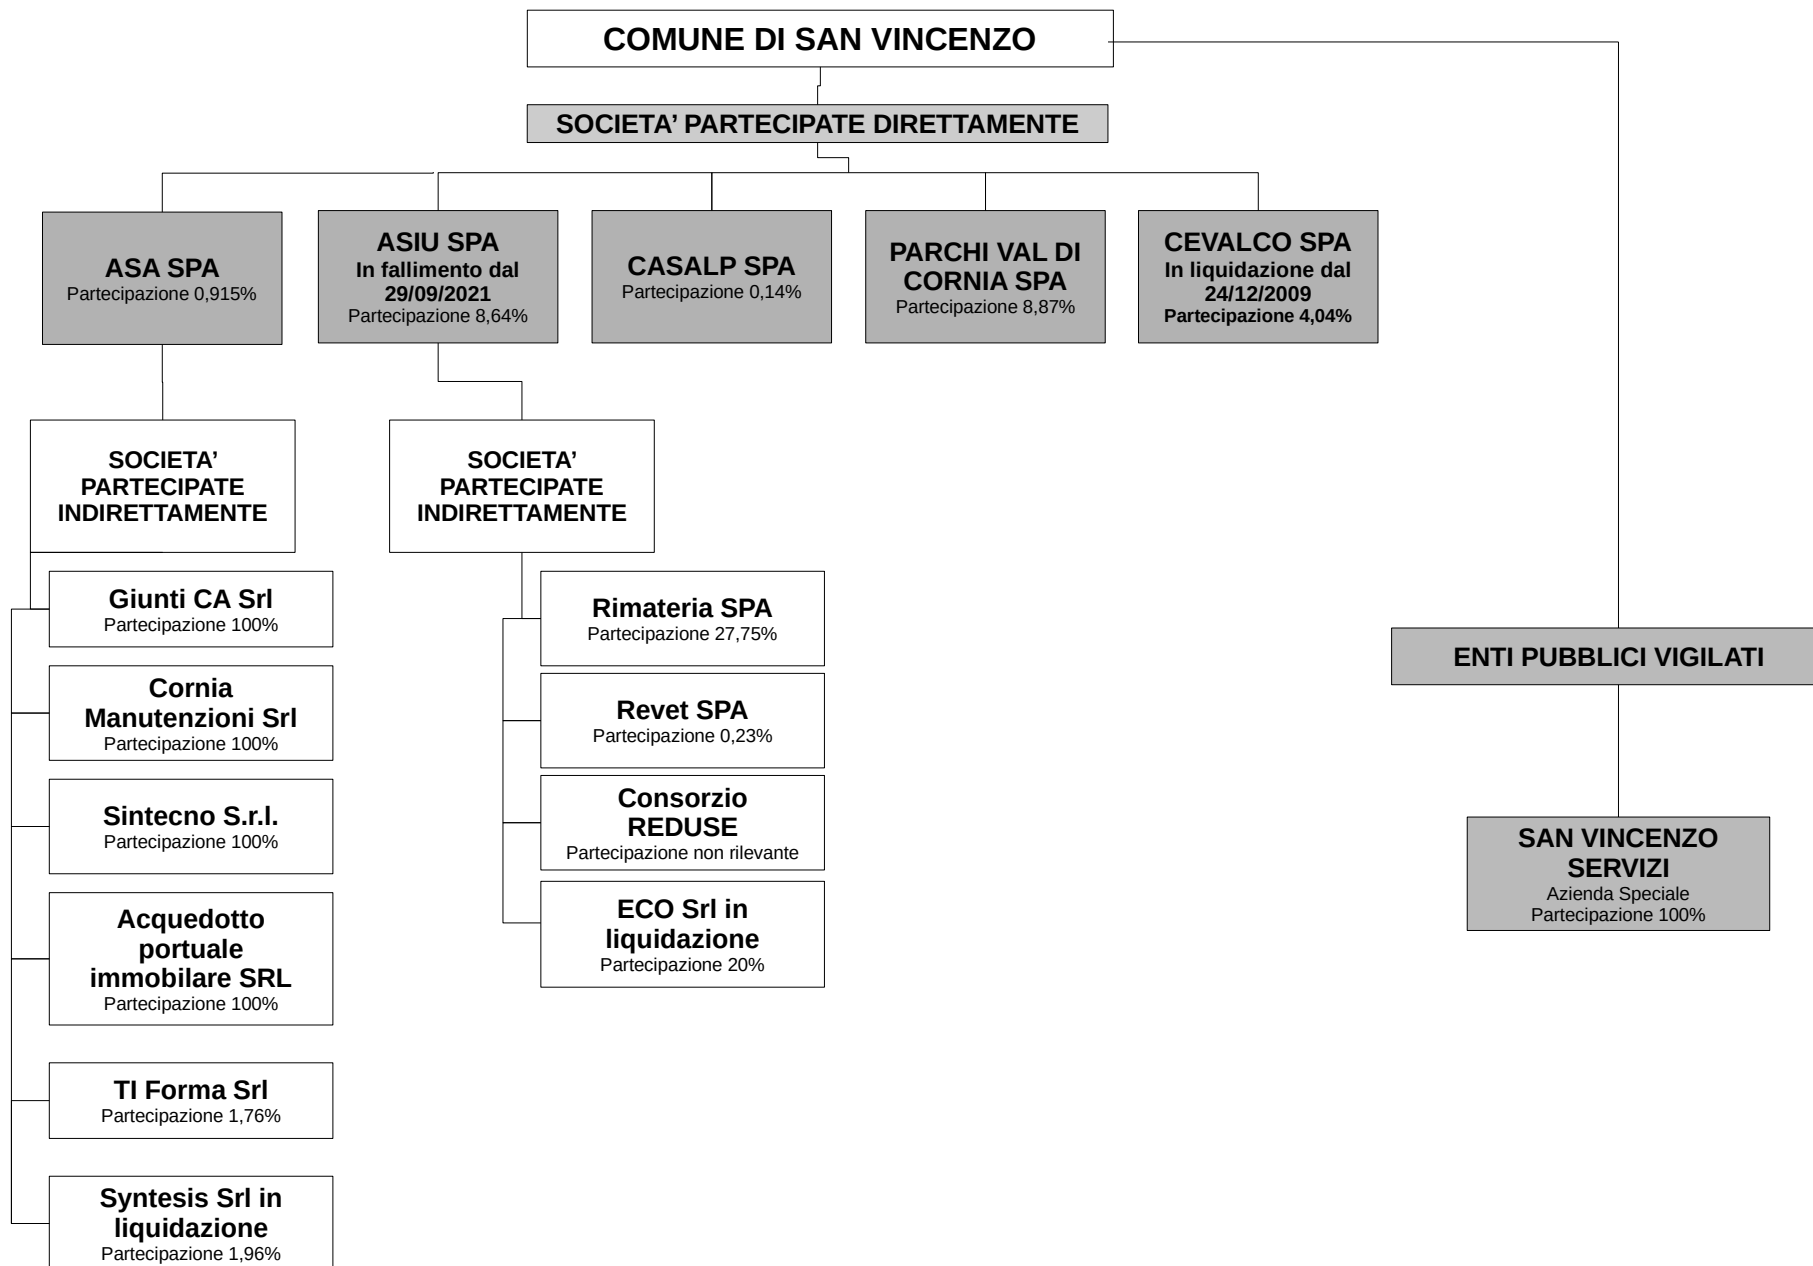 COMUNE DI SAN VINCENZO
SOCIETA’ PARTECIPATE DIRETTAMENTE
ASA SPA
Partecipazione 0,915%
ASIU SPA
In fallimento dal
29/09/2021
Partecipazione 8,64%
CASALP SPA
Partecipazione 0,14%
PARCHI VAL DI
CORNIA SPA
Partecipazione 8,87%
CEVALCO SPA
In liquidazione dal
24/12/2009
Partecipazione 4,04%
SOCIETA’
PARTECIPATE
INDIRETTAMENTE
Giunti CA Srl
Partecipazione 100%
Cornia
Manutenzioni Srl
Partecipazione 100%
Sintecno S.r.l.
Partecipazione 100%
Acquedotto
portuale
immobilare SRL
Partecipazione 100%
TI Forma Srl
Partecipazione 1,76%
Syntesis Srl in
liquidazione
Partecipazione 1,96%
SOCIETA’
PARTECIPATE
INDIRETTAMENTE
Rimateria SPA
Partecipazione 27,75%
Revet SPA
Partecipazione 0,23%
Consorzio
REDUSE
Partecipazione non rilevante
ECO Srl in
liquidazione
Partecipazione 20%
ENTI PUBBLICI VIGILATI
SAN VINCENZO
SERVIZI
Azienda Speciale
Partecipazione 100%